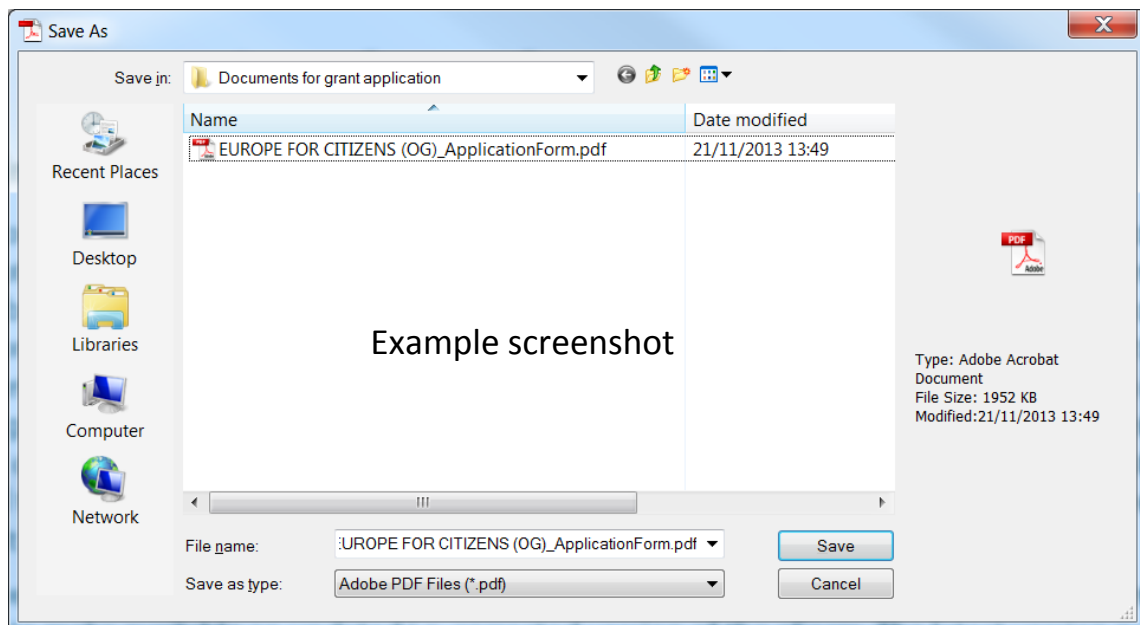 Save As
X
Save in:
Documents for grant application
Name
Date modified
EUROPE FOR CITIZENS (OG)_ApplicationForm.pdf
21/11/2013 13:49
Recent Places
Desktop
Libraries
Computer
Network
Example screenshot
PDF
Adobe
Type: Adobe Acrobat
Document
File Size: 1952 KB
Modified:21/11/2013 13:49
File name:
EUROPE FOR CITIZENS (OG)_ApplicationForm.pdf
Save
Save as type:
Adobe PDF Files (*.pdf)
Cancel